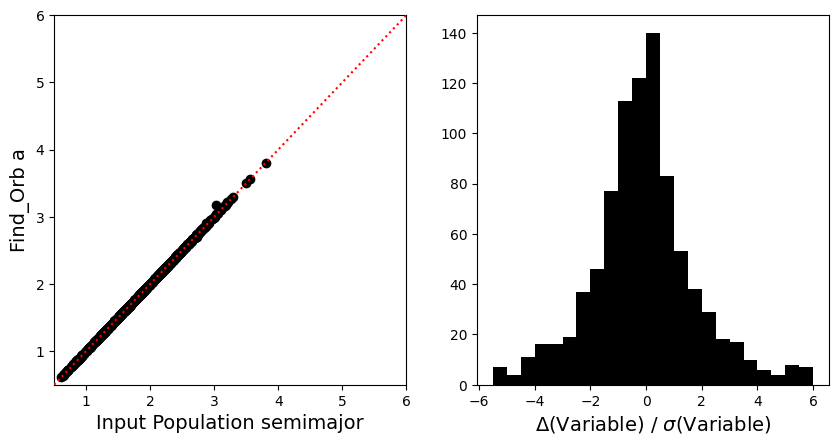 6
5
4
3
2
1
Find_Orb a
1 2 3 4 5 6
Input Population semimajor
140
120
100
80
60
40
20
0
−6 −4 −2 0 2 4 6
Δ(Variable) / σ(Variable)